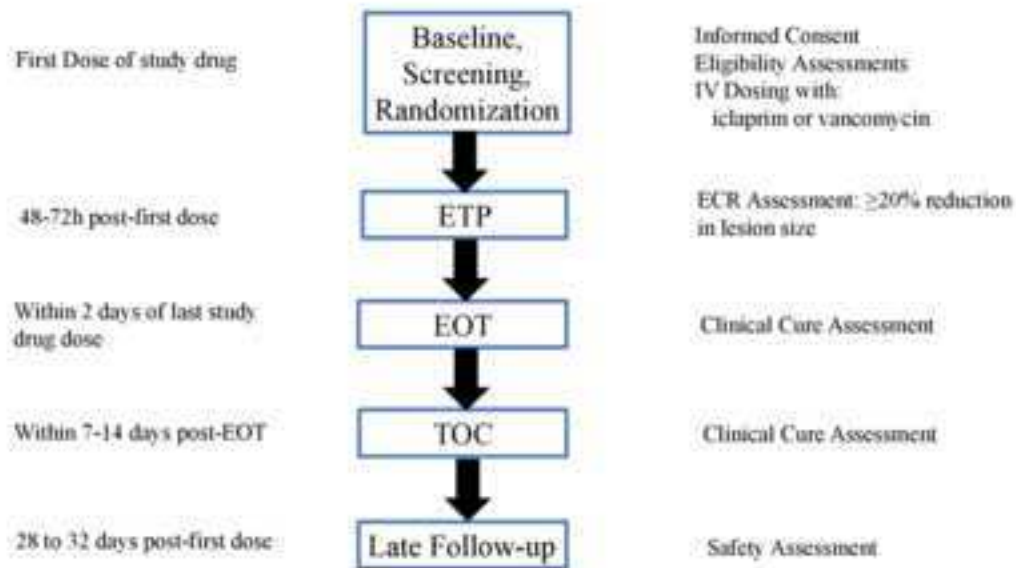 First Dose of study drug
Baseline,
Screening,
Randomization
Informed Consent
Eligibility Assessments
IV Dosing with:
iclaprim or vancomycin
48-72h post-first dose
ETP
ECR Assessment: ≥20% reduction
in lesion size
Within 2 days of last study
drug dose
EOT
Clinical Cure Assessment
Within 7-14 days post-EOT
TOC
Clinical Cure Assessment
28 to 32 days post-first dose
Late Follow-up
Safety Assessment